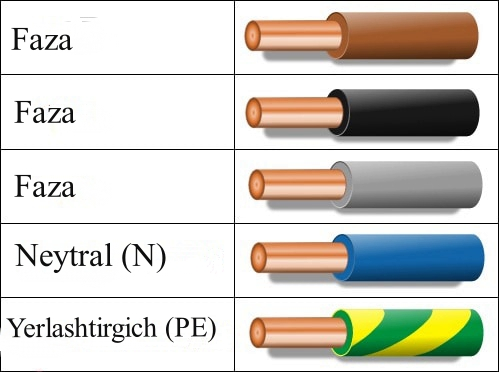 Faza
Faza
Faza
Neytral (N)
Yerlashtirgich (PE)